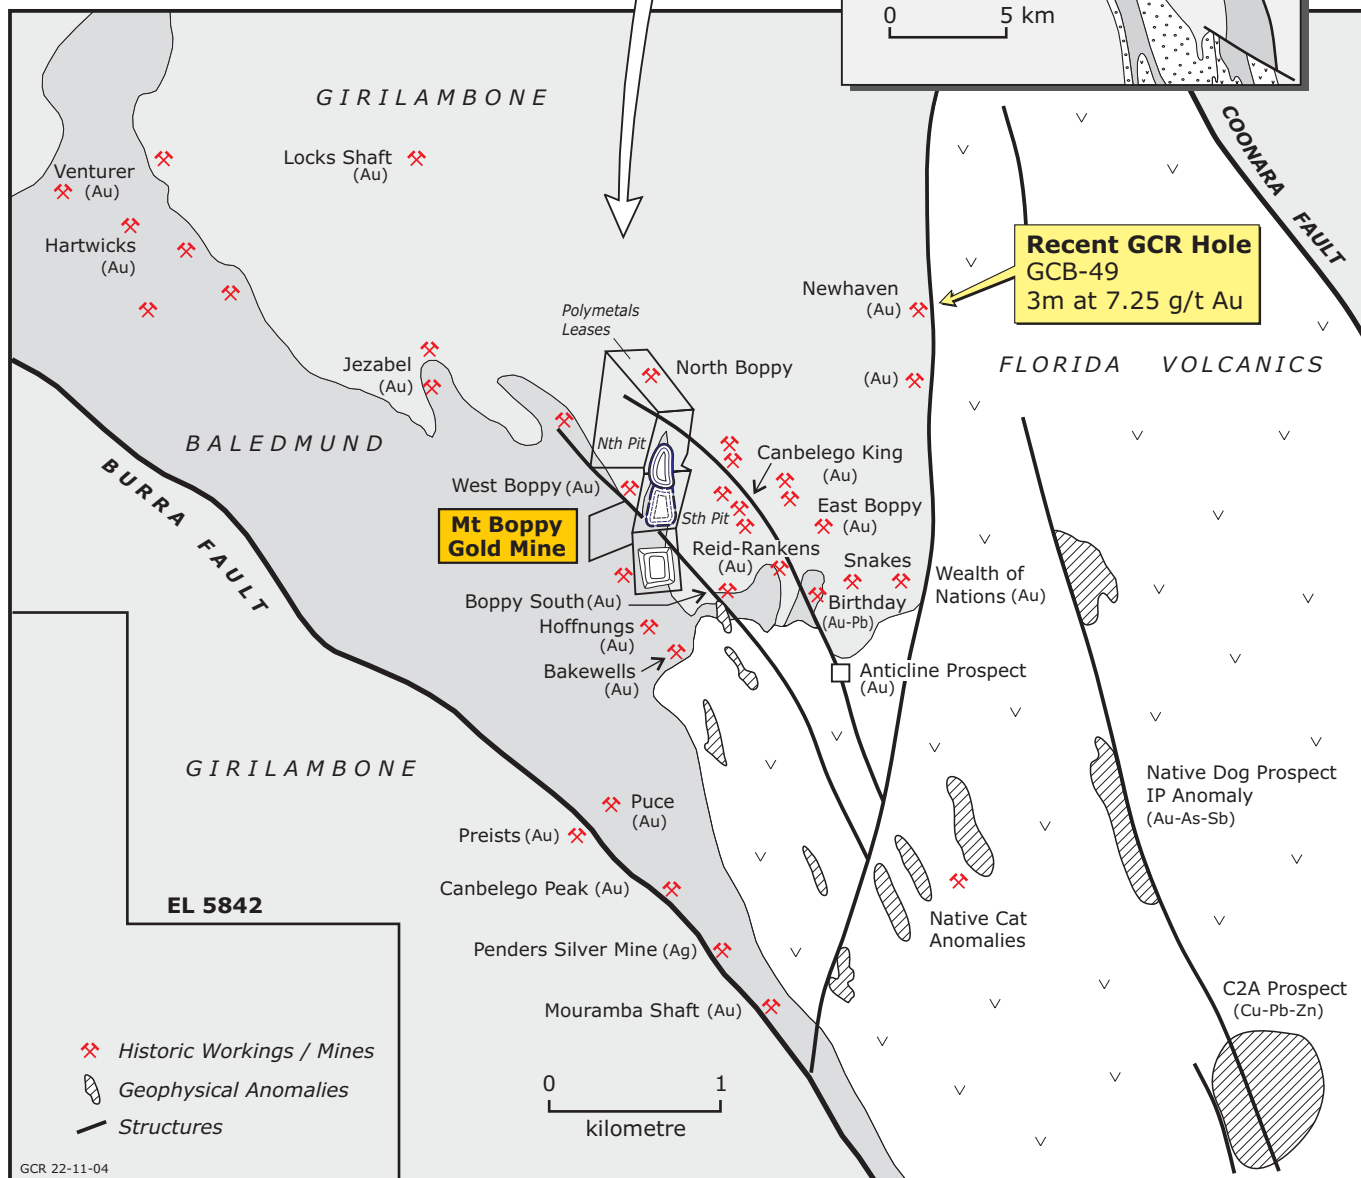 0
5 km
GIRILAMBONE
COONARA FAULT
Locks Shaft
(Au)
Venturer
(Au)
Hartwicks
(Au)
Recent GCR Hole
GCB-49
3m at 7.25 g/t Au
Newhaven
(Au)
Polymetals
Leases
Jezabel
(Au)
North Boppy
(Au)
FLORIDA VOLCANICS
BALEDMUND
Nth Pit
Canbelego King
(Au)
West Boppy (Au)
Sth Pit
East Boppy
(Au)
BURRA FAULT
Mt Boppy
Gold Mine
Reid-Rankens
(Au)
Snakes
Wealth of
Nations (Au)
Boppy South (Au)
Birthday
(Au-Pb)
Hoffnungs
(Au)
Bakewells
(Au)
Anticline Prospect
(Au)
GIRILAMBONE
Native Dog Prospect
IP Anomaly
(Au-As-Sb)
Puce
(Au)
Preists (Au)
Canbelego Peak (Au)
EL 5842
Native Cat
Anomalies
Penders Silver Mine (Ag)
C2A Prospect
(Cu-Pb-Zn)
Mouramba Shaft (Au)
Historic Workings / Mines
Geophysical Anomalies
Structures
0
1
kilometre
GCR 22-11-04